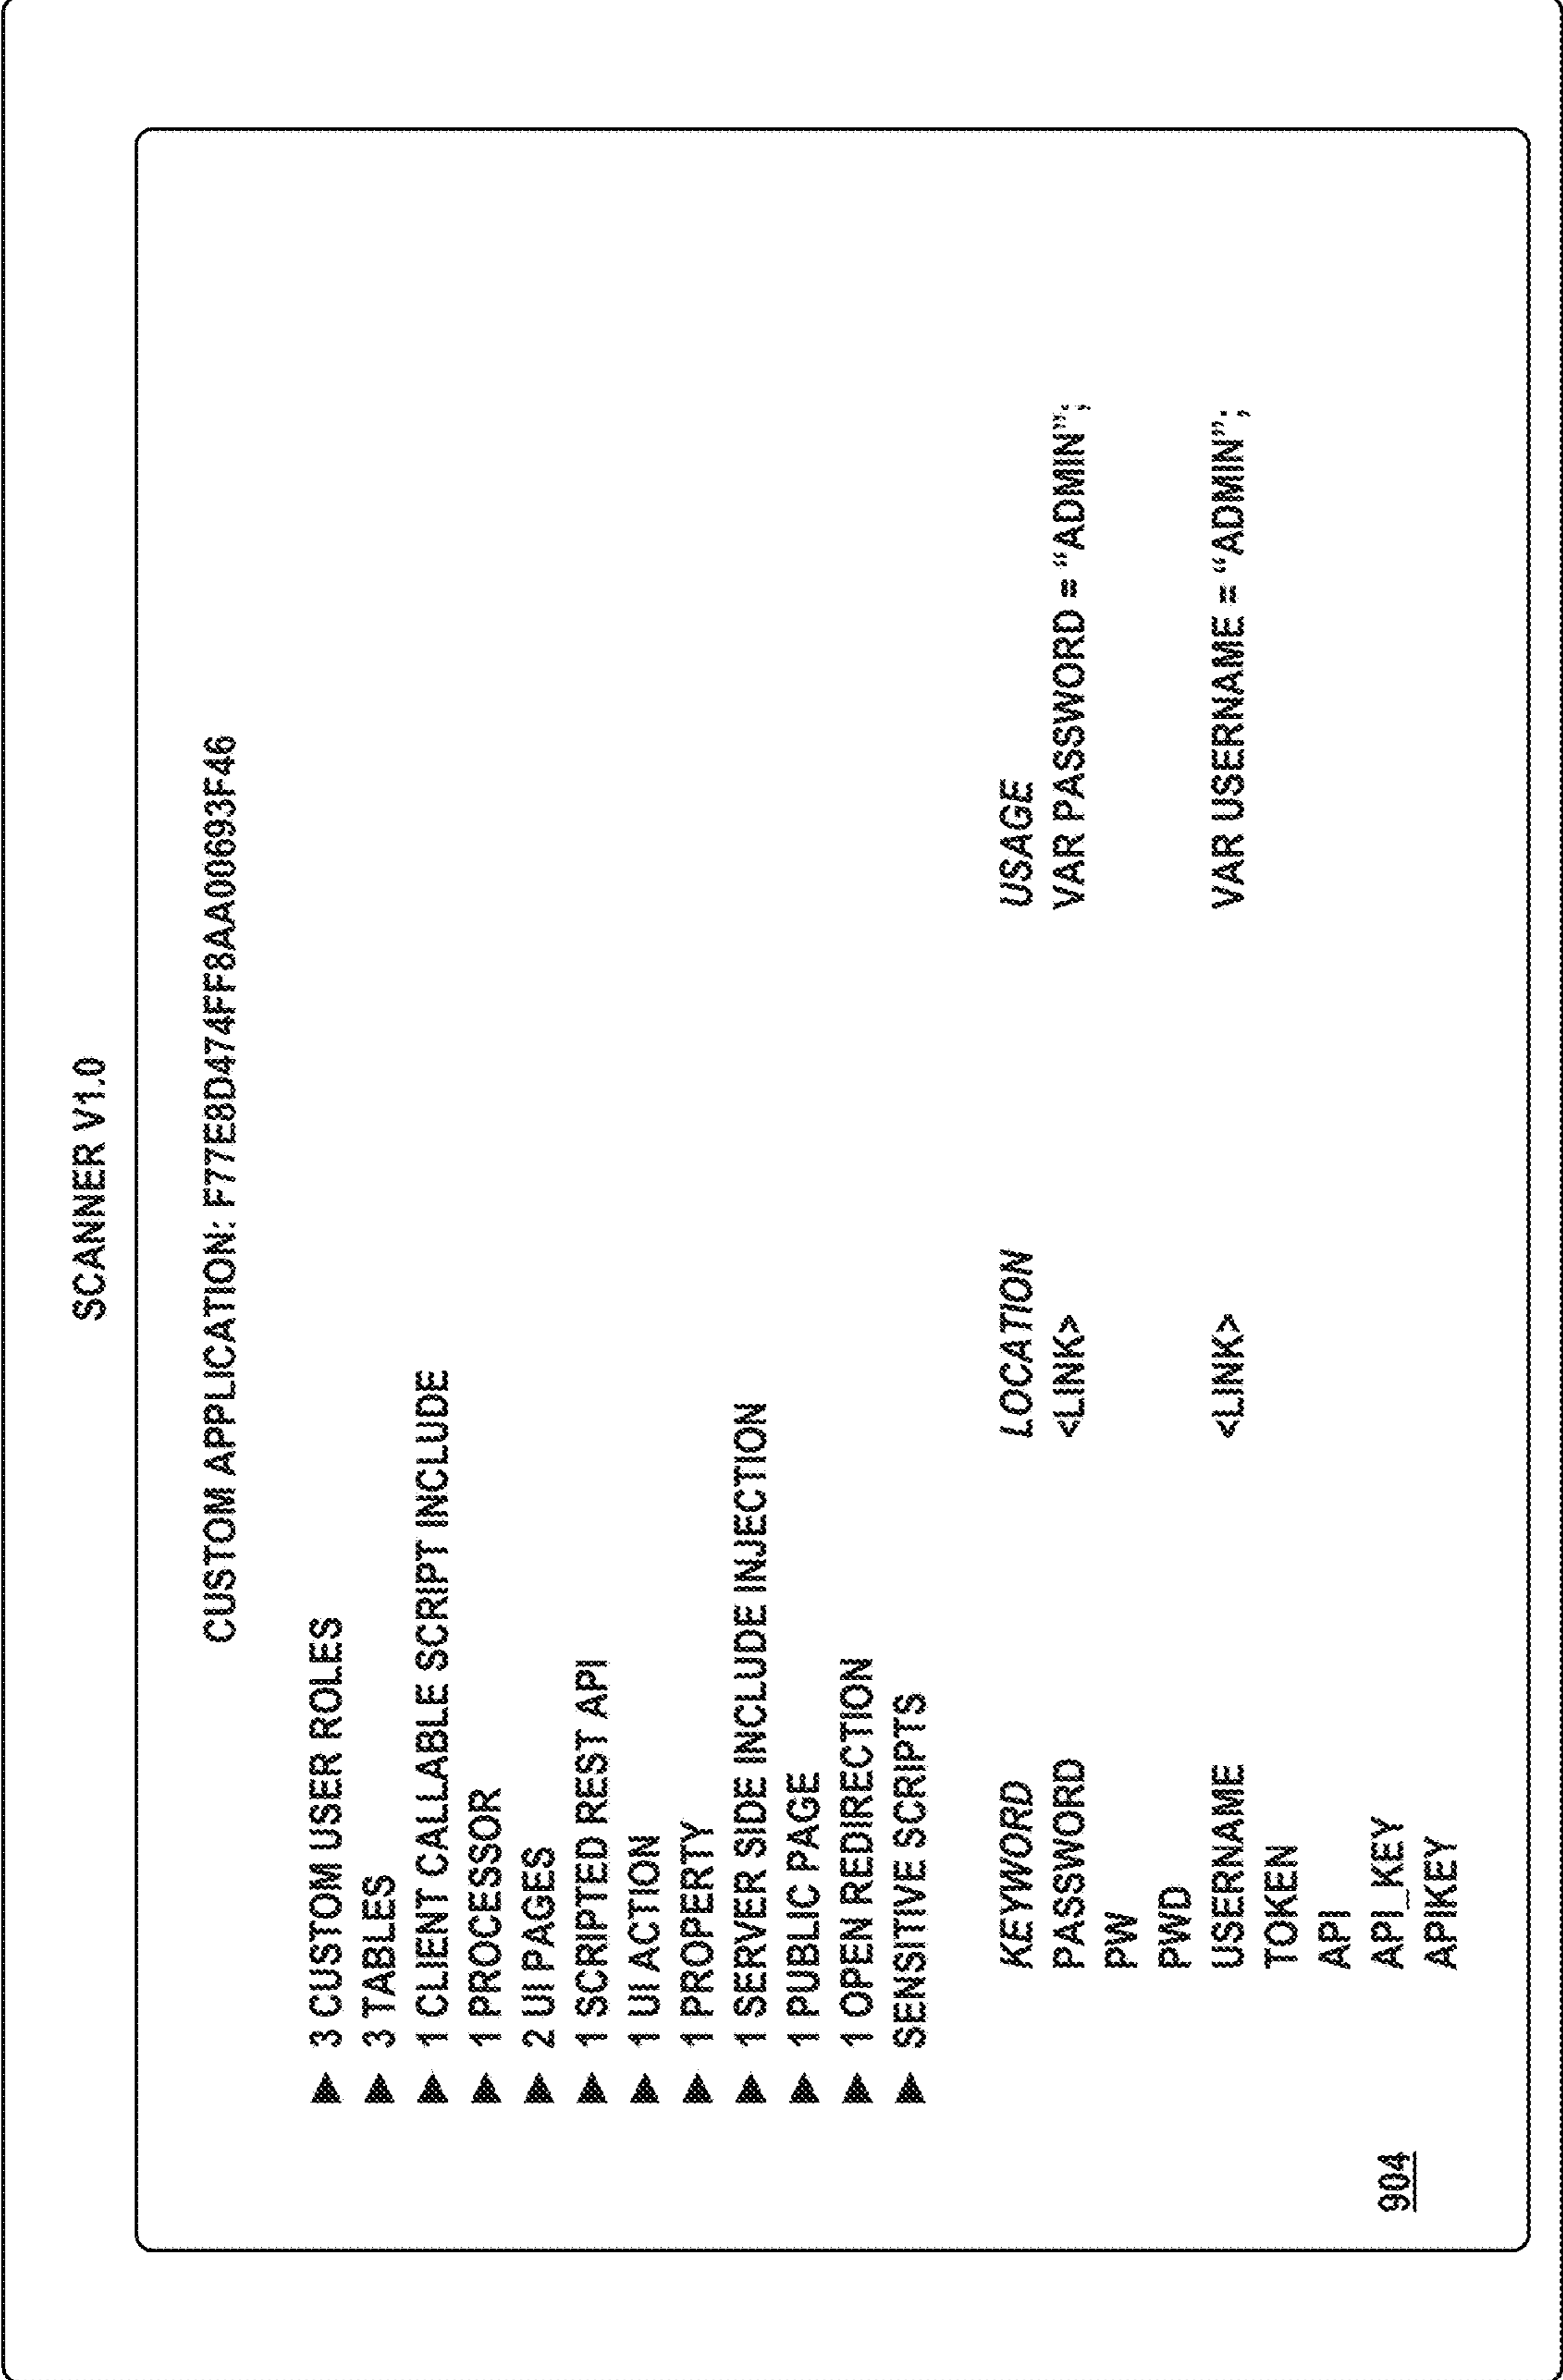 SCANNER V1.0
CUSTOM APPLICATION: F77E8D474FF8AA00693F46
▶ 3 CUSTOM USER ROLES
▶ 3 TABLES
▶ 1 CLIENT CALLABLE SCRIPT INCLUDE
▶ 1 PROCESSOR
▶ 2 UI PAGES
▶ 1 SCRIPTED REST API
▶ 1 UI ACTION
▶ 1 PROPERTY
▶ 1 SERVER SIDE INCLUDE INJECTION
▶ 1 PUBLIC PAGE
▶ 1 OPEN REDIRECTION
▶ SENSITIVE SCRIPTS
KEYWORD LOCATION USAGE
PASSWORD <LINK> VAR PASSWORD = “ADMIN”;
PW
PWD
USERNAME <LINK> VAR USERNAME = “ADMIN”;
TOKEN
API
API_KEY
APIKEY
904